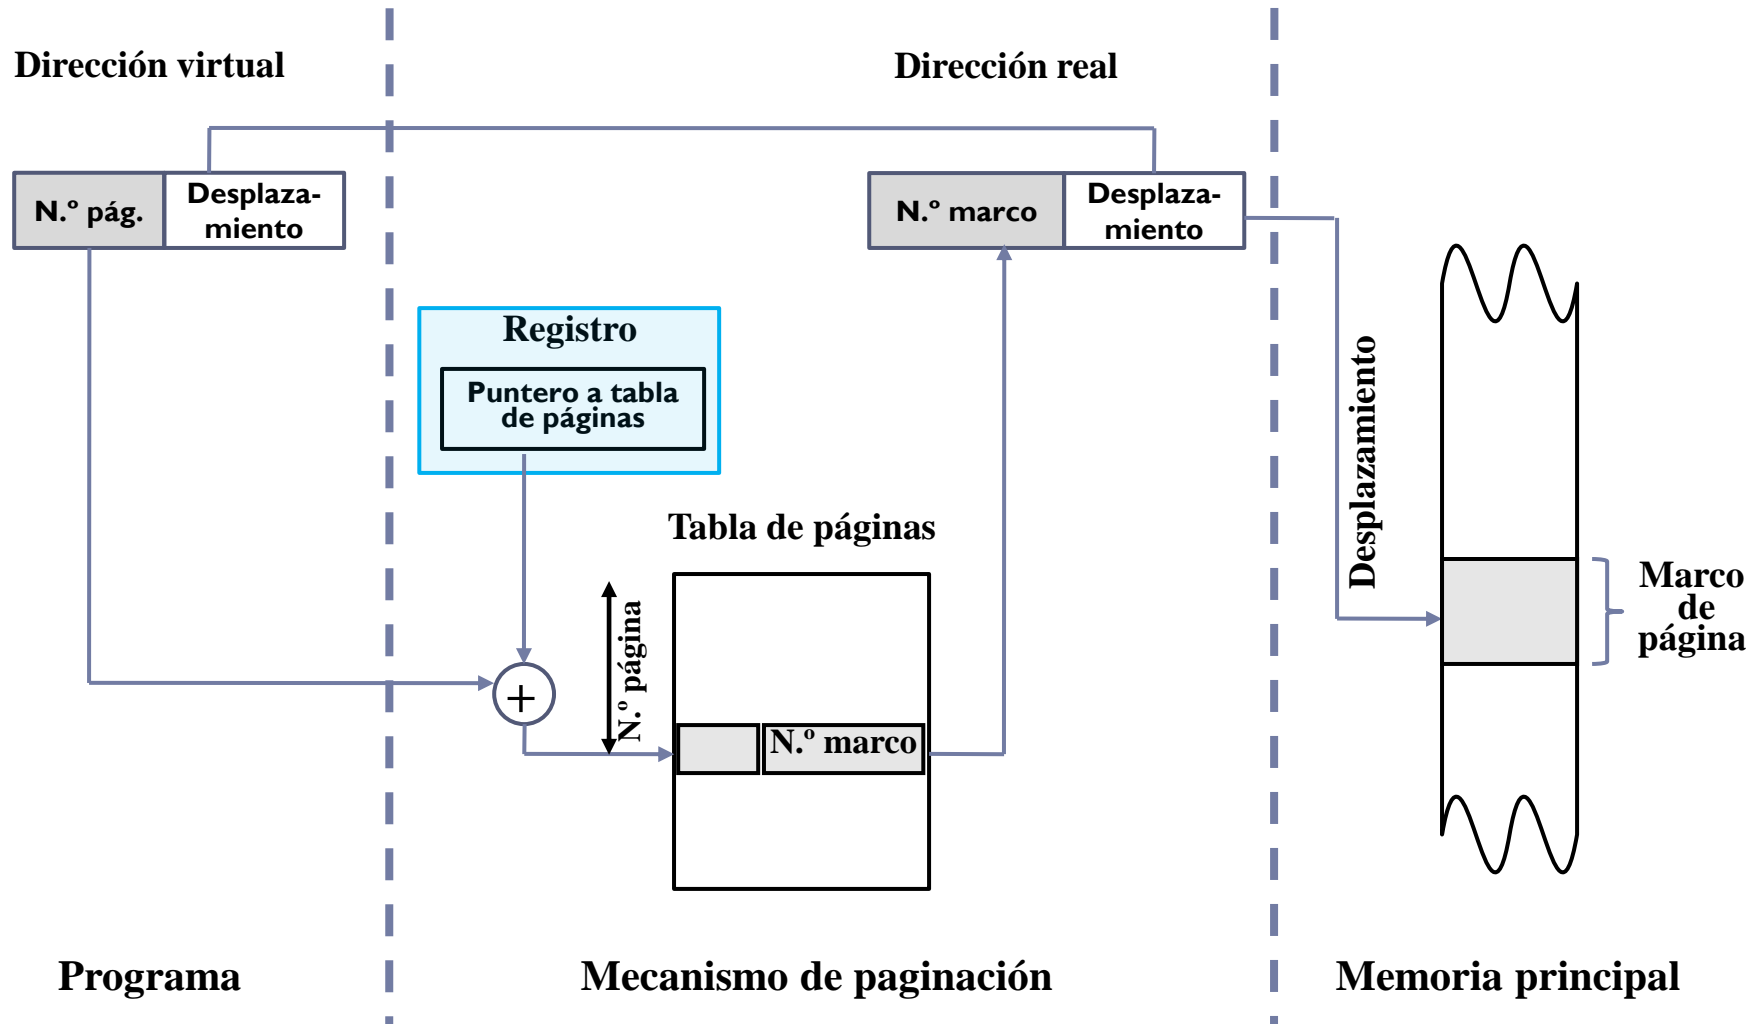 Dirección virtual
Dirección real
N.º pág.
Desplaza-
miento
N.º marco
Desplaza-
miento
Registro
Puntero a tabla
de páginas
Desplazamiento
Tabla de páginas
N.º página
+
N.º marco
Marco
de
página
Programa
Mecanismo de paginación
Memoria principal